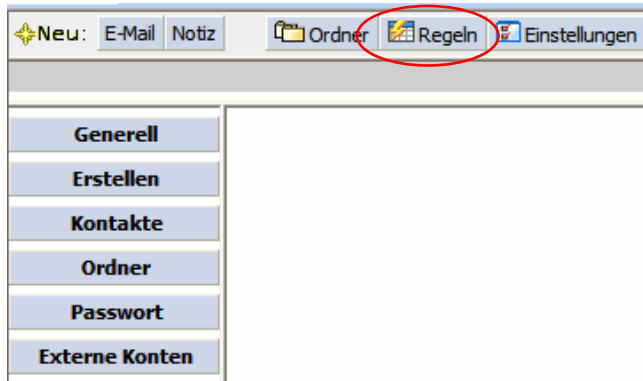 Neu: E-Mail Notiz Ordner Regeln Einstellungen
Generell
Erstellen
Kontakte
Ordner
Passwort
Externe Konten